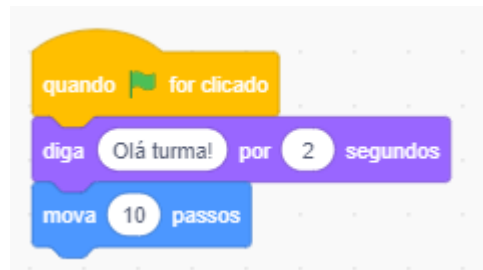 quando for clicado
diga Olá turma! por 2 segundos
mova 10 passos